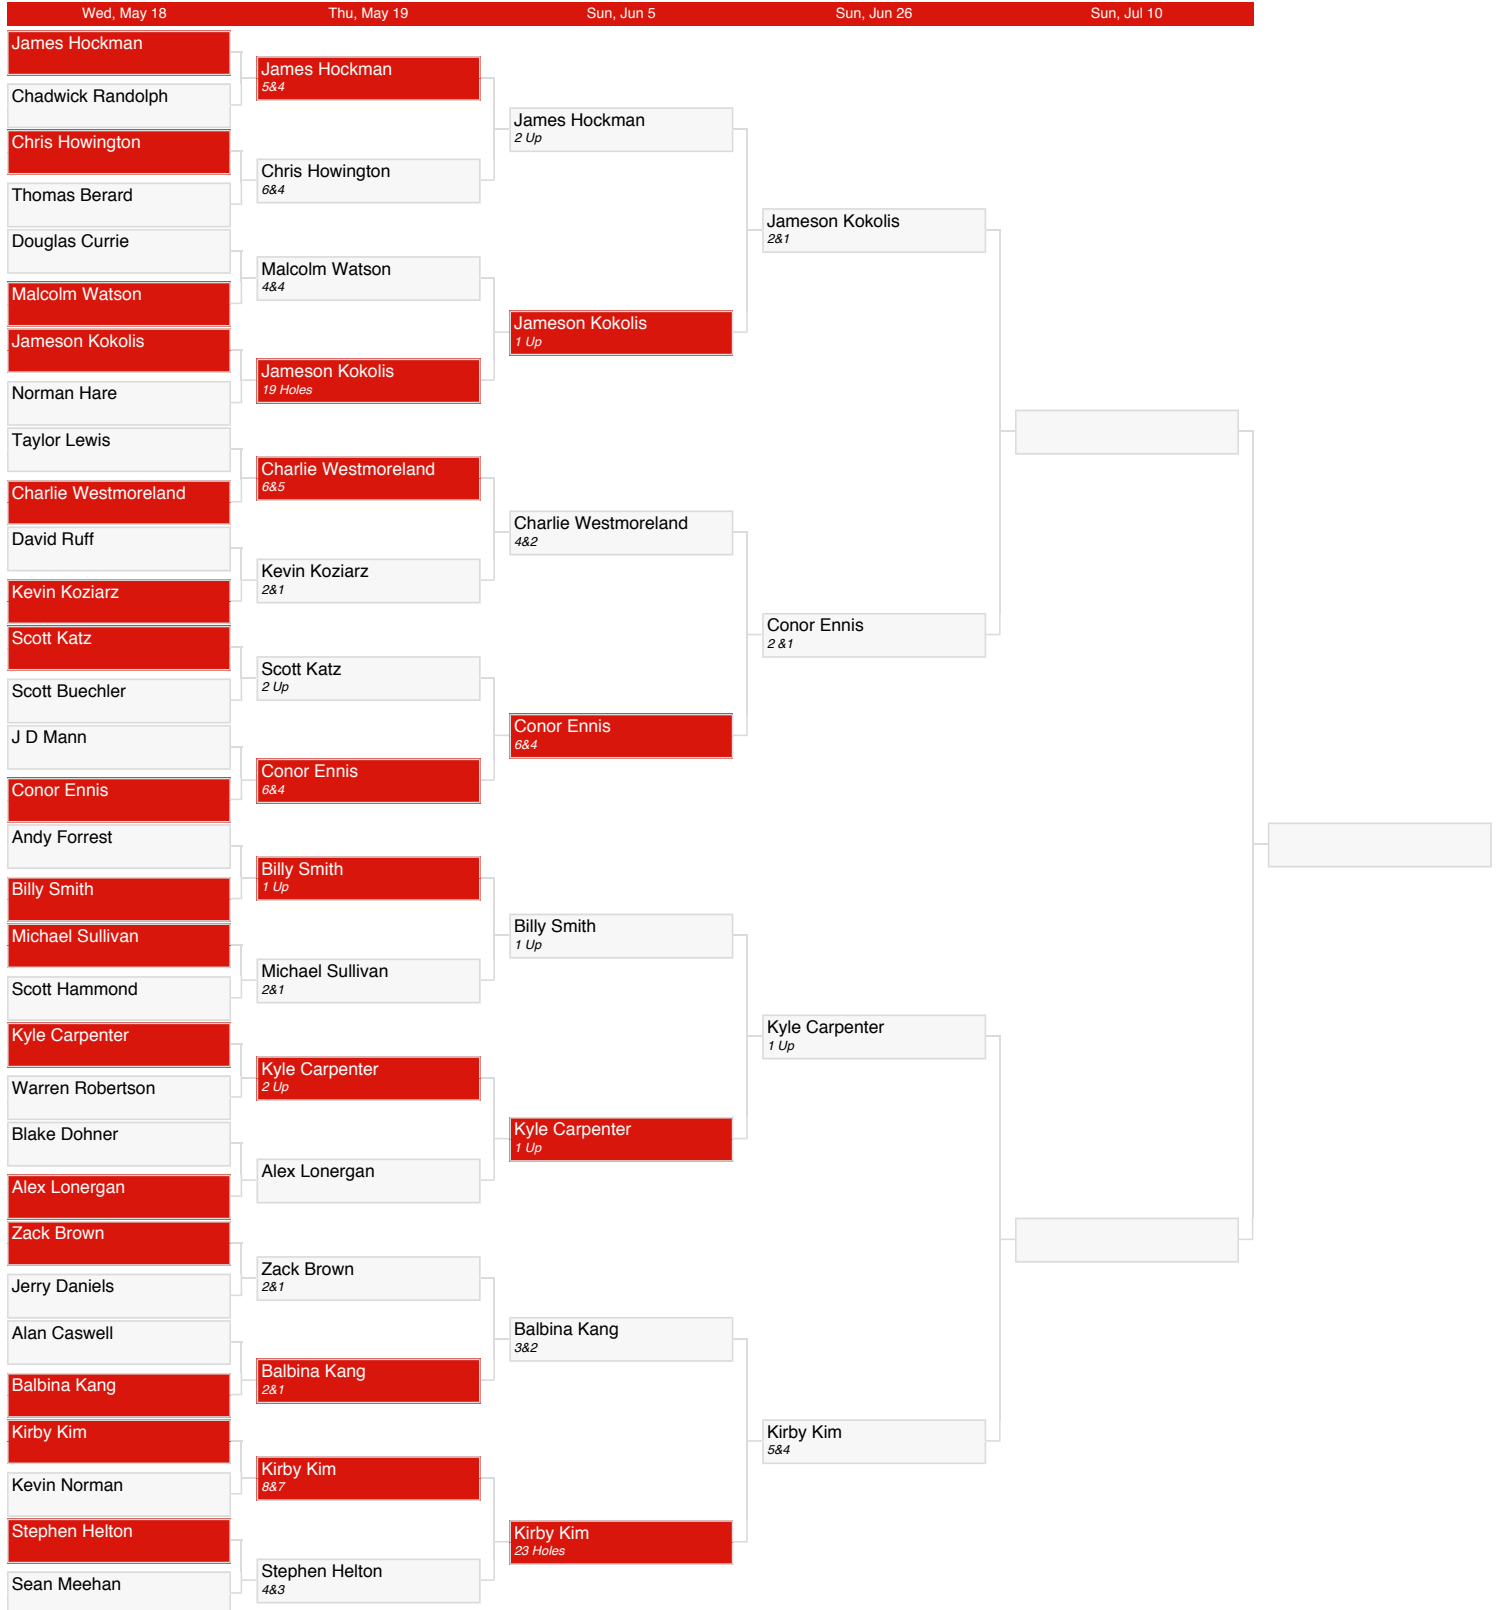 Wed, May 18
Thu, May 19
Sun, Jun 5
Sun, Jun 26
Sun, Jul 10
James Hockman
Chadwick Randolph
Chris Howington
Thomas Berard
Douglas Currie
Malcolm Watson
Jameson Kokolis
Norman Hare
Taylor Lewis
Charlie Westmoreland
David Ruff
Kevin Koziarz
Scott Katz
Scott Buechler
J D Mann
Conor Ennis
Andy Forrest
Billy Smith
Michael Sullivan
Scott Hammond
Kyle Carpenter
Warren Robertson
Blake Dohner
Alex Lonergan
Zack Brown
Jerry Daniels
Alan Caswell
Balbina Kang
Kirby Kim
Kevin Norman
Stephen Helton
Sean Meehan
James Hockman
5&4
Chris Howington
6&4
Malcolm Watson
4&4
Jameson Kokolis
19 Holes
Charlie Westmoreland
6&5
Kevin Koziarz
2&1
Scott Katz
2 Up
Conor Ennis
6&4
Billy Smith
1 Up
Michael Sullivan
2&1
Kyle Carpenter
2 Up
Alex Lonergan
Zack Brown
2&1
Balbina Kang
2&1
Kirby Kim
8&7
Stephen Helton
4&3
James Hockman
2 Up
Jameson Kokolis
1 Up
Charlie Westmoreland
4&2
Conor Ennis
6&4
Billy Smith
1 Up
Kyle Carpenter
1 Up
Balbina Kang
3&2
Kirby Kim
23 Holes
Jameson Kokolis
2&1
Conor Ennis
2 &1
Kyle Carpenter
1 Up
Kirby Kim
5&4